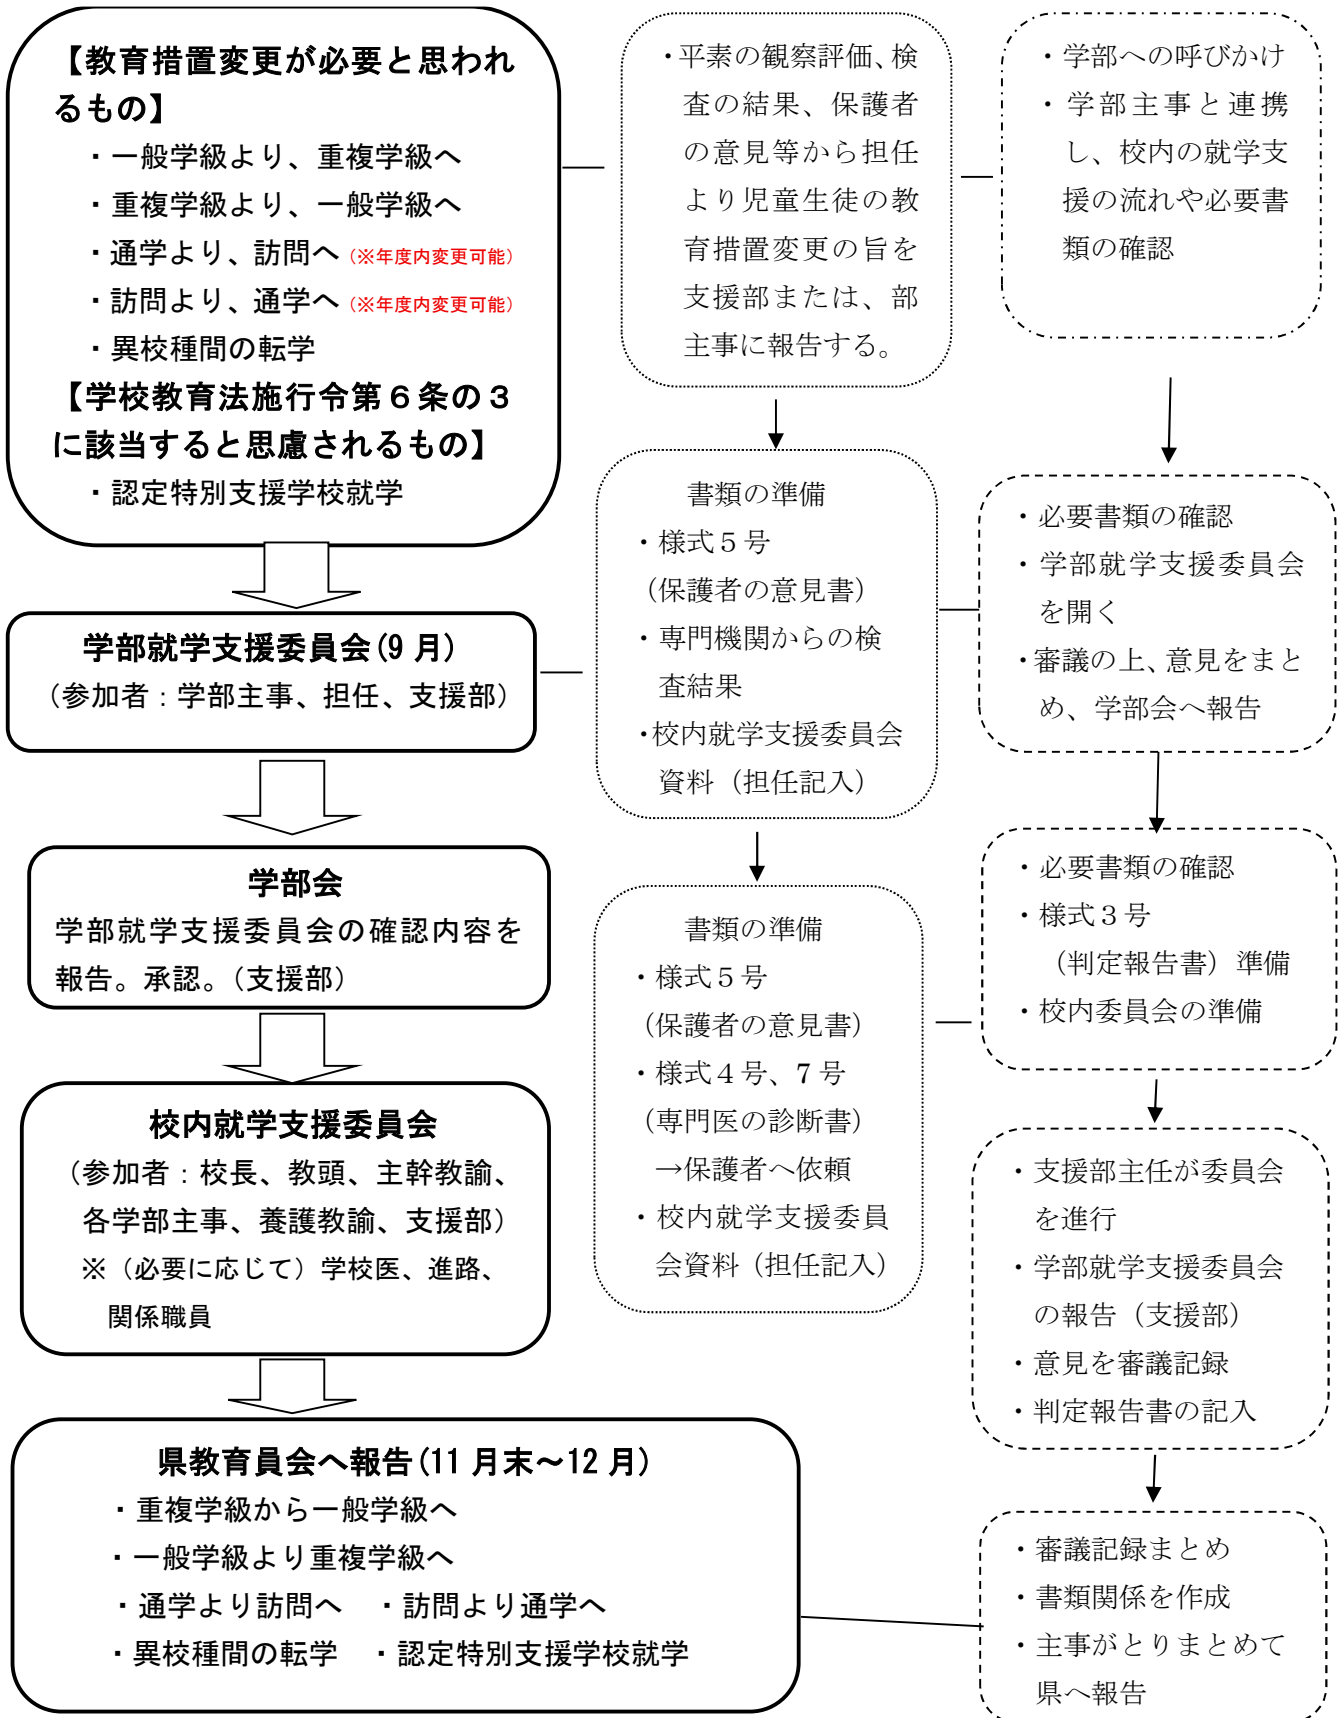 【教育措置変更が必要と思われ
るもの】
・一般学級より、重複学級へ
・重複学級より、一般学級へ
・通学より、訪問へ（※年度内変更可能）
・訪問より、通学へ（※年度内変更可能）
・異校種間の転学
【学校教育法施行令第６条の３
に該当すると思慮されるもの】
・認定特別支援学校就学
・平素の観察評価、検
査の結果、保護者
の意見等から担任
より児童生徒の教
育措置変更の旨を
支援部または、部
主事に報告する。
・学部への呼びかけ
・学部主事と連携
し、校内の就学支
援の流れや必要書
類の確認
学部就学支援委員会(9月)
（参加者：学部主事、担任、支援部）
書類の準備
・様式５号
（保護者の意見書）
・専門機関からの検
査結果
・校内就学支援委員会
資料（担任記入）
・必要書類の確認
・学部就学支援委員会
を開く
・審議の上、意見をまと
め、学部会へ報告
学部会
学部就学支援委員会の確認内容を
報告。承認。（支援部）
書類の準備
・様式５号
（保護者の意見書）
・様式４号、７号
（専門医の診断書）
→保護者へ依頼
・校内就学支援委員
会資料（担任記入）
・必要書類の確認
・様式３号
（判定報告書）準備
・校内委員会の準備
校内就学支援委員会
（参加者：校長、教頭、主幹教諭、
各学部主事、養護教諭、支援部）
※（必要に応じて）学校医、進路、
関係職員
・支援部主任が委員会
を進行
・学部就学支援委員会
の報告（支援部）
・意見を審議記録
・判定報告書の記入
県教育員会へ報告(11月末～12月)
・重複学級から一般学級へ
・一般学級より重複学級へ
・通学より訪問へ　・訪問より通学へ
・異校種間の転学　・認定特別支援学校就学
・審議記録まとめ
・書類関係を作成
・主事がとりまとめて
県へ報告